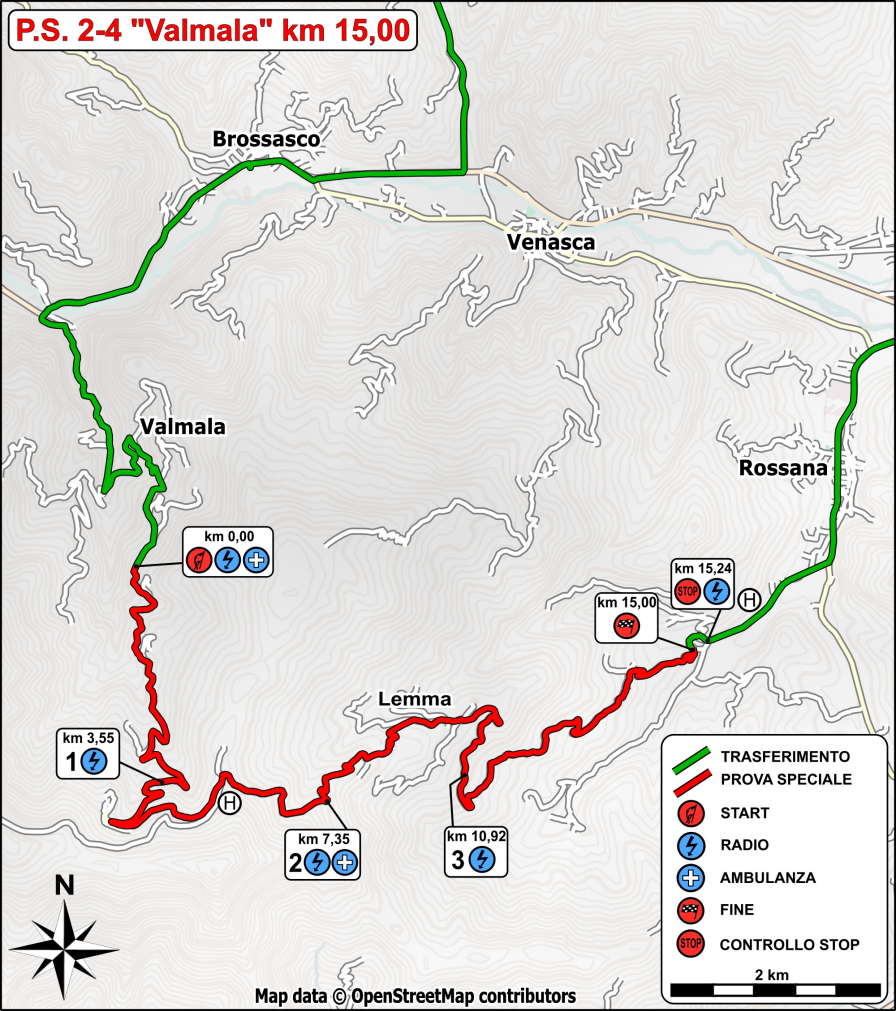 P.S. 2-4 "Valmala" km 15,00
Brossasco
Venasca
Valmala
Rossana
km 0,00
km 15,24
STOP
H
km 15,00
Lemma
km 3,55
1
H
km 7,35
2
km 10,92
3
TRASFERIMENTO
PROVA SPECIALE
START
RADIO
AMBULANZA
FINE
STOP CONTROLLO STOP
N
2 km
Map data © OpenStreetMap contributors